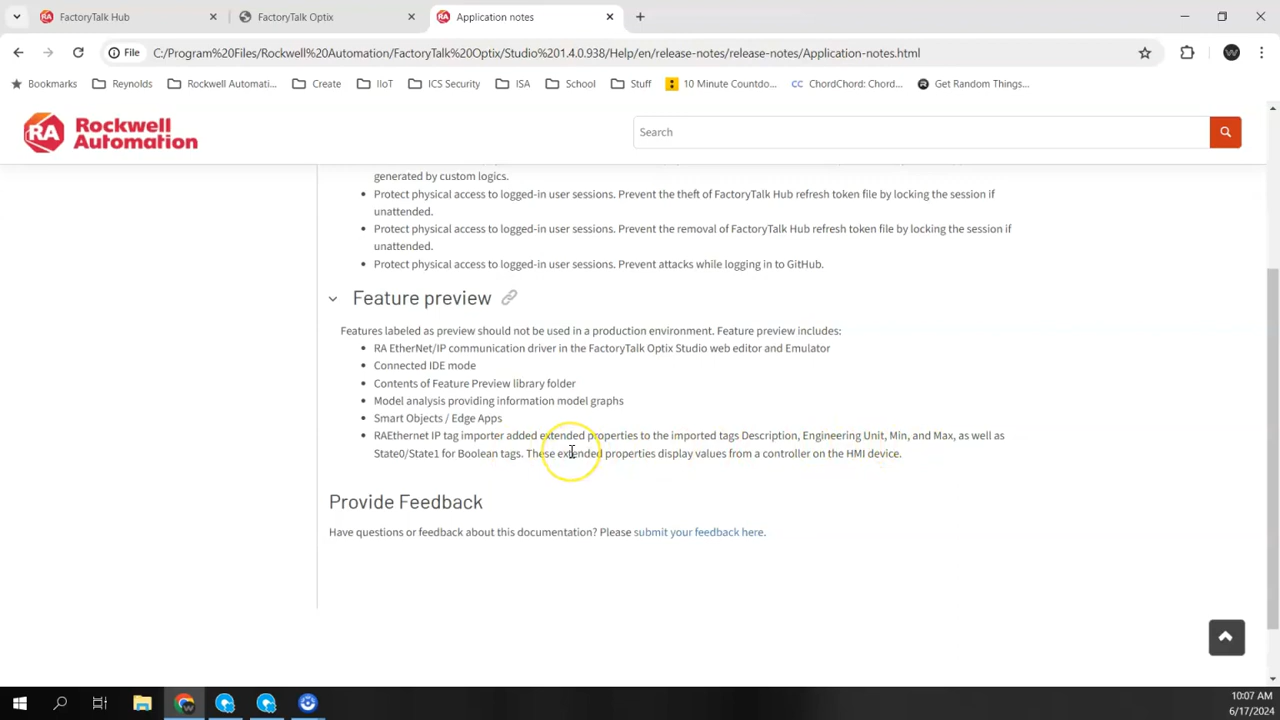 FactoryTalk Hub
FactoryTalk Optix
Application notes
File
C:/Program%20Files/Rockwell%20Automation/FactoryTalk%20Optix/Studio%201.4.0.938/Help/en/release-notes/release-notes/Application-notes.html
Bookmarks
Reynolds
Rockwell Automati...
Create
IIoT
ICS Security
ISA
School
Stuff
10 Minute Countdo...
CC ChordChord: Chord...
Get Random Things...
RA Rockwell Automation
Search
generated by custom logics.
• Protect physical access to logged-in user sessions. Prevent the theft of FactoryTalk Hub refresh token file by locking the session if
unattended.
• Protect physical access to logged-in user sessions. Prevent the removal of FactoryTalk Hub refresh token file by locking the session if
unattended.
• Protect physical access to logged-in user sessions. Prevent attacks while logging in to GitHub.
Feature preview
Features labeled as preview should not be used in a production environment. Feature preview includes:
• RA EtherNet/IP communication driver in the FactoryTalk Optix Studio web editor and Emulator
• Connected IDE mode
• Contents of Feature Preview library folder
• Model analysis providing information model graphs
• Smart Objects / Edge Apps
• RAEthernet IP tag importer added extended properties to the imported tags Description, Engineering Unit, Min, and Max, as well as
State0/State1 for Boolean tags. These extended properties display values from a controller on the HMI device.
Provide Feedback
Have questions or feedback about this documentation? Please submit your feedback here.
10:07 AM
6/17/2024